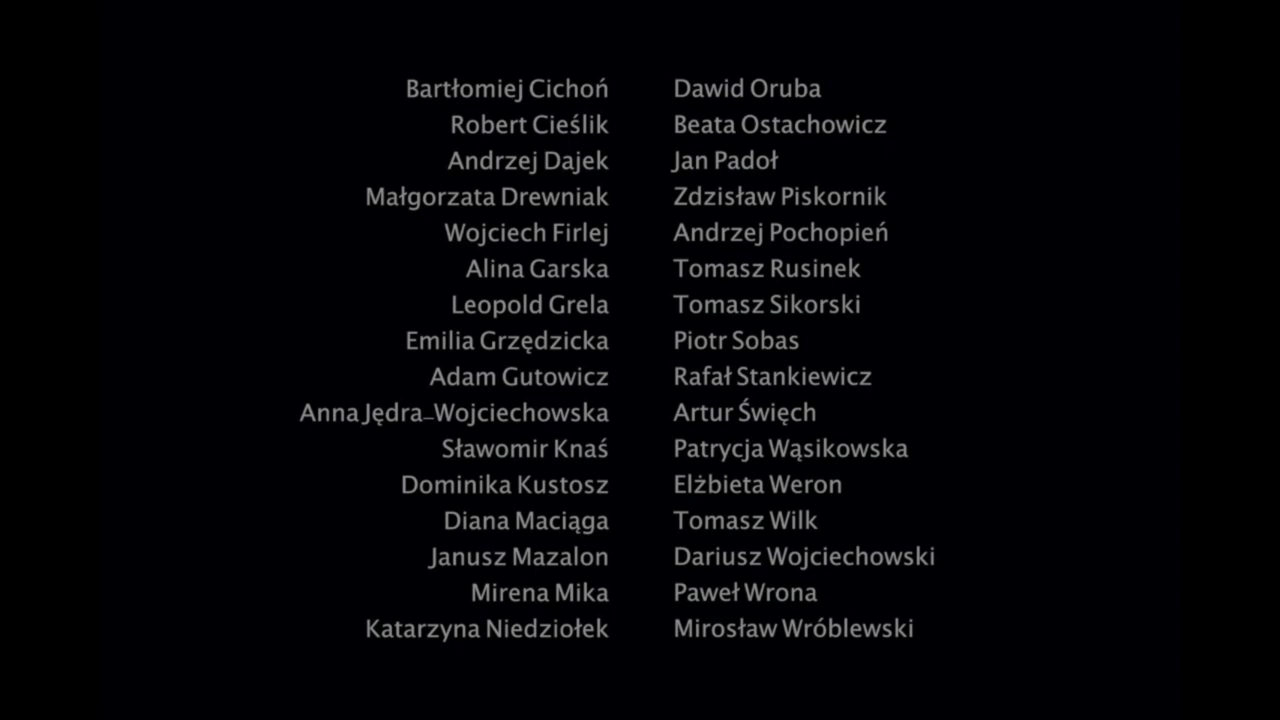 Bartłomiej Cichoń
Robert Cieślik
Andrzej Dajek
Małgorzata Drewniak
Wojciech Firlej
Alina Garska
Leopold Grela
Emilia Grzędzicka
Adam Gutowicz
Anna Jędra-Wojciechowska
Sławomir Knaś
Dominika Kustosz
Diana Maciąga
Janusz Mazalon
Mirena Mika
Katarzyna Niedziołek
Dawid Oruba
Beata Ostachowicz
Jan Padoł
Zdzisław Piskornik
Andrzej Pochopień
Tomasz Rusinek
Tomasz Sikorski
Piotr Sobas
Rafał Stankiewicz
Artur Święch
Patrycja Wąsikowska
Elżbieta Weron
Tomasz Wilk
Dariusz Wojciechowski
Paweł Wrona
Mirosław Wróblewski